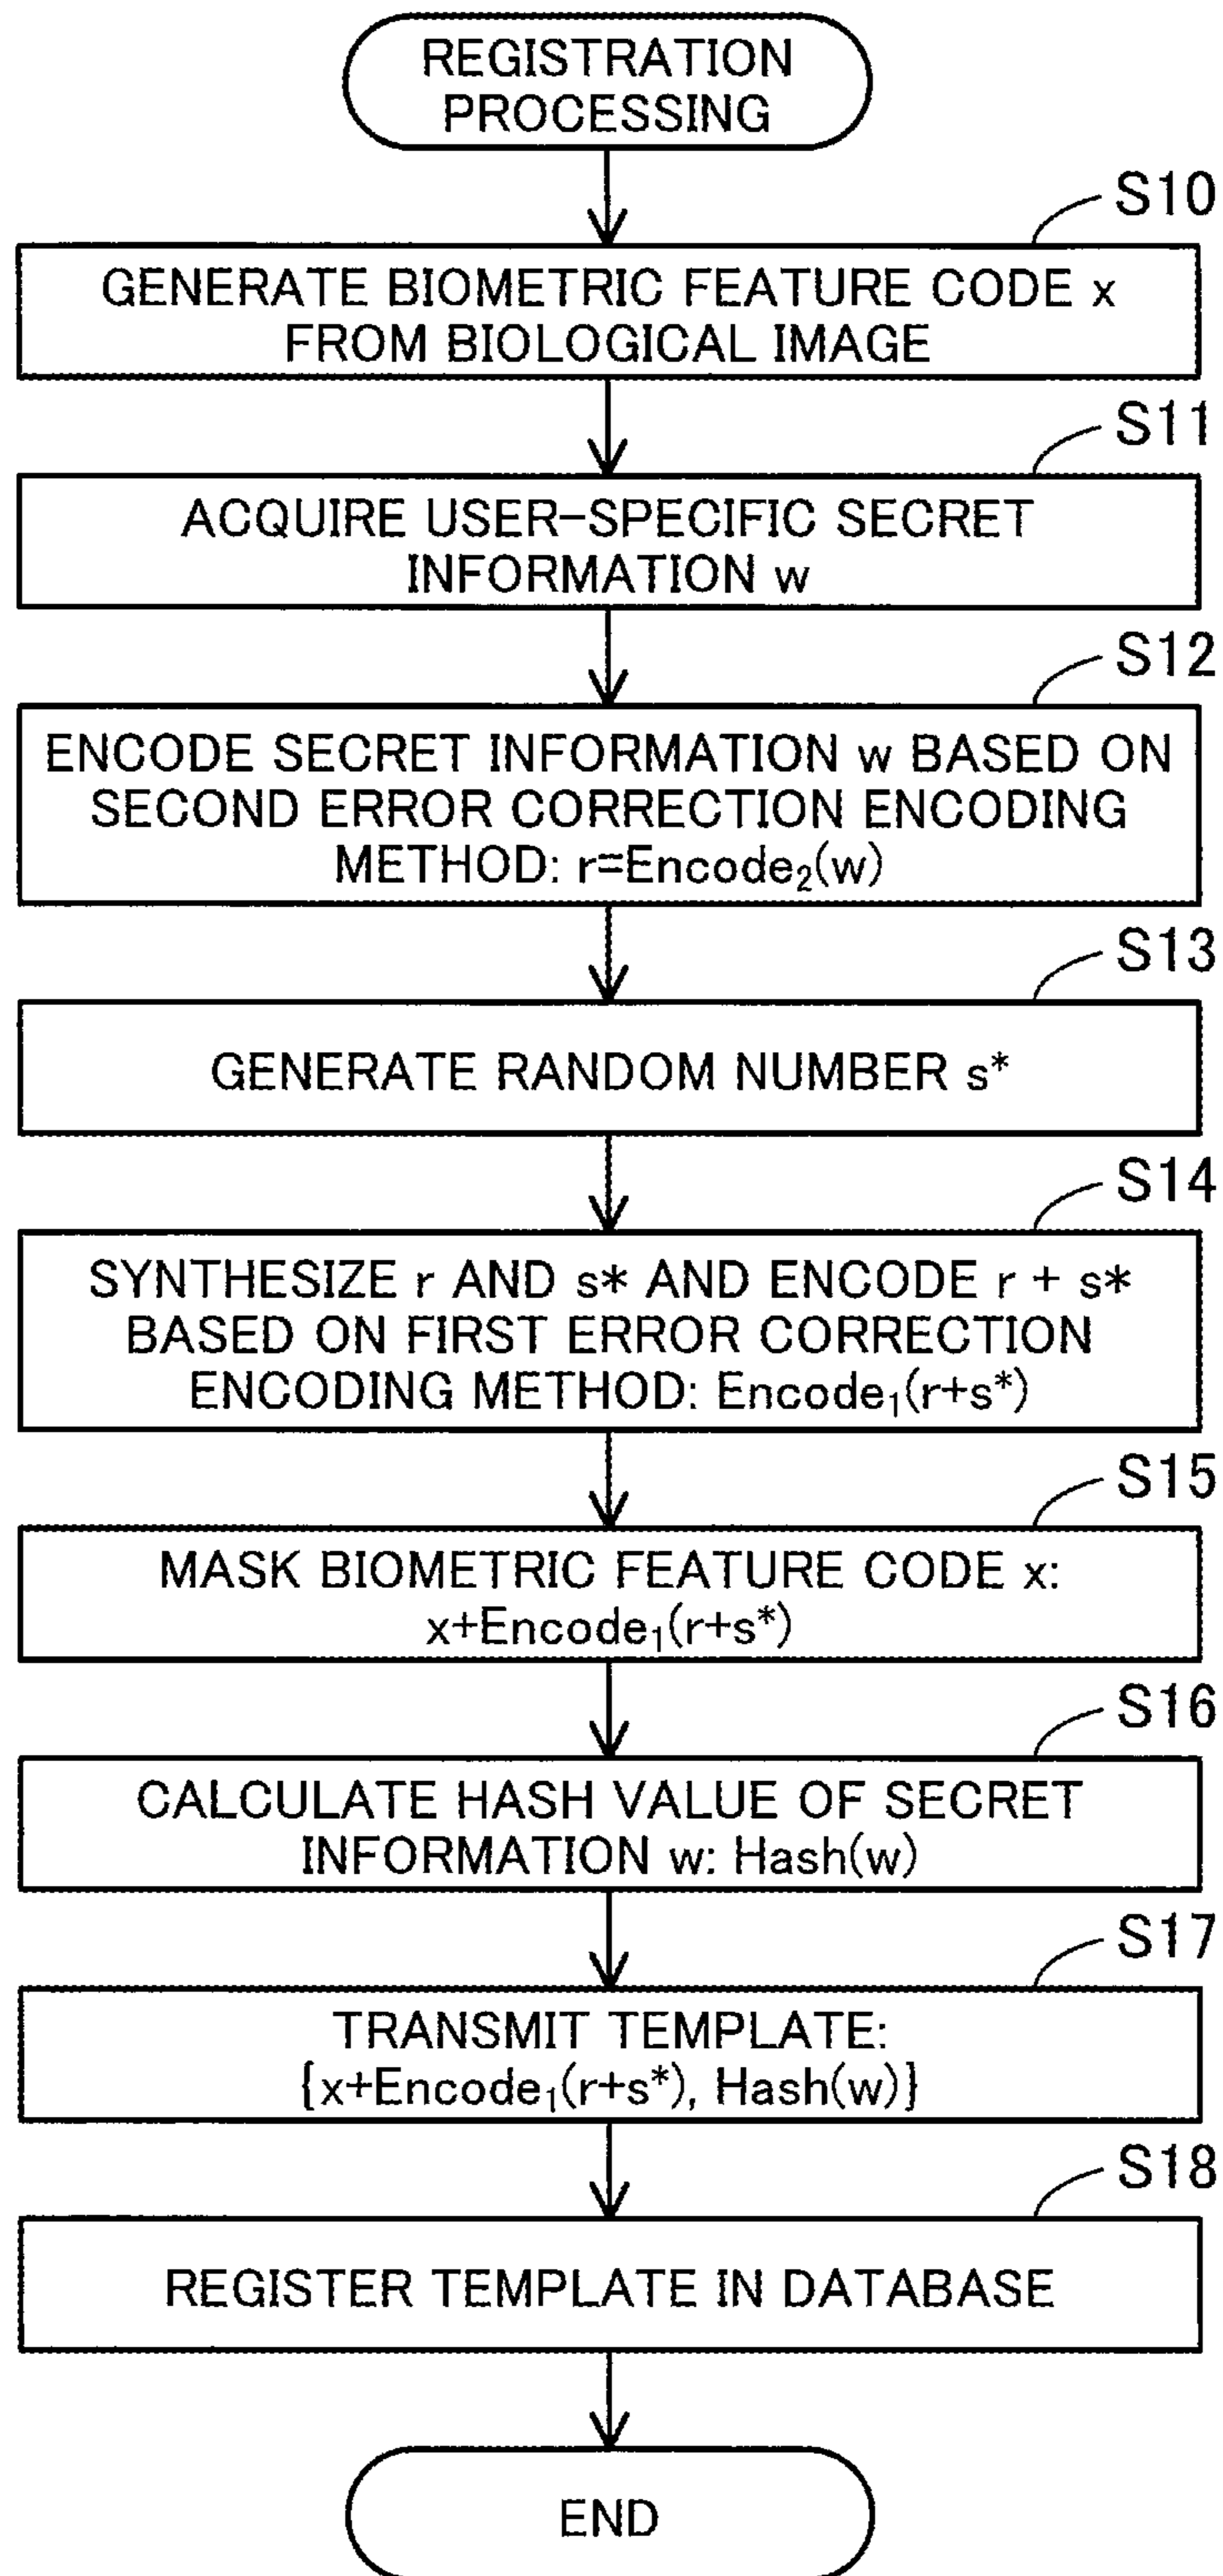 REGISTRATION
PROCESSING
S10
GENERATE BIOMETRIC FEATURE CODE x
FROM BIOLOGICAL IMAGE
S11
ACQUIRE USER-SPECIFIC SECRET
INFORMATION w
S12
ENCODE SECRET INFORMATION w BASED ON
SECOND ERROR CORRECTION ENCODING
METHOD: r=Encode₂(w)
S13
GENERATE RANDOM NUMBER s*
S14
SYNTHESIZE r AND s* AND ENCODE r + s*
BASED ON FIRST ERROR CORRECTION
ENCODING METHOD: Encode₁(r+s*)
S15
MASK BIOMETRIC FEATURE CODE x:
x+Encode₁(r+s*)
S16
CALCULATE HASH VALUE OF SECRET
INFORMATION w: Hash(w)
S17
TRANSMIT TEMPLATE:
{x+Encode₁(r+s*), Hash(w)}
S18
REGISTER TEMPLATE IN DATABASE
END